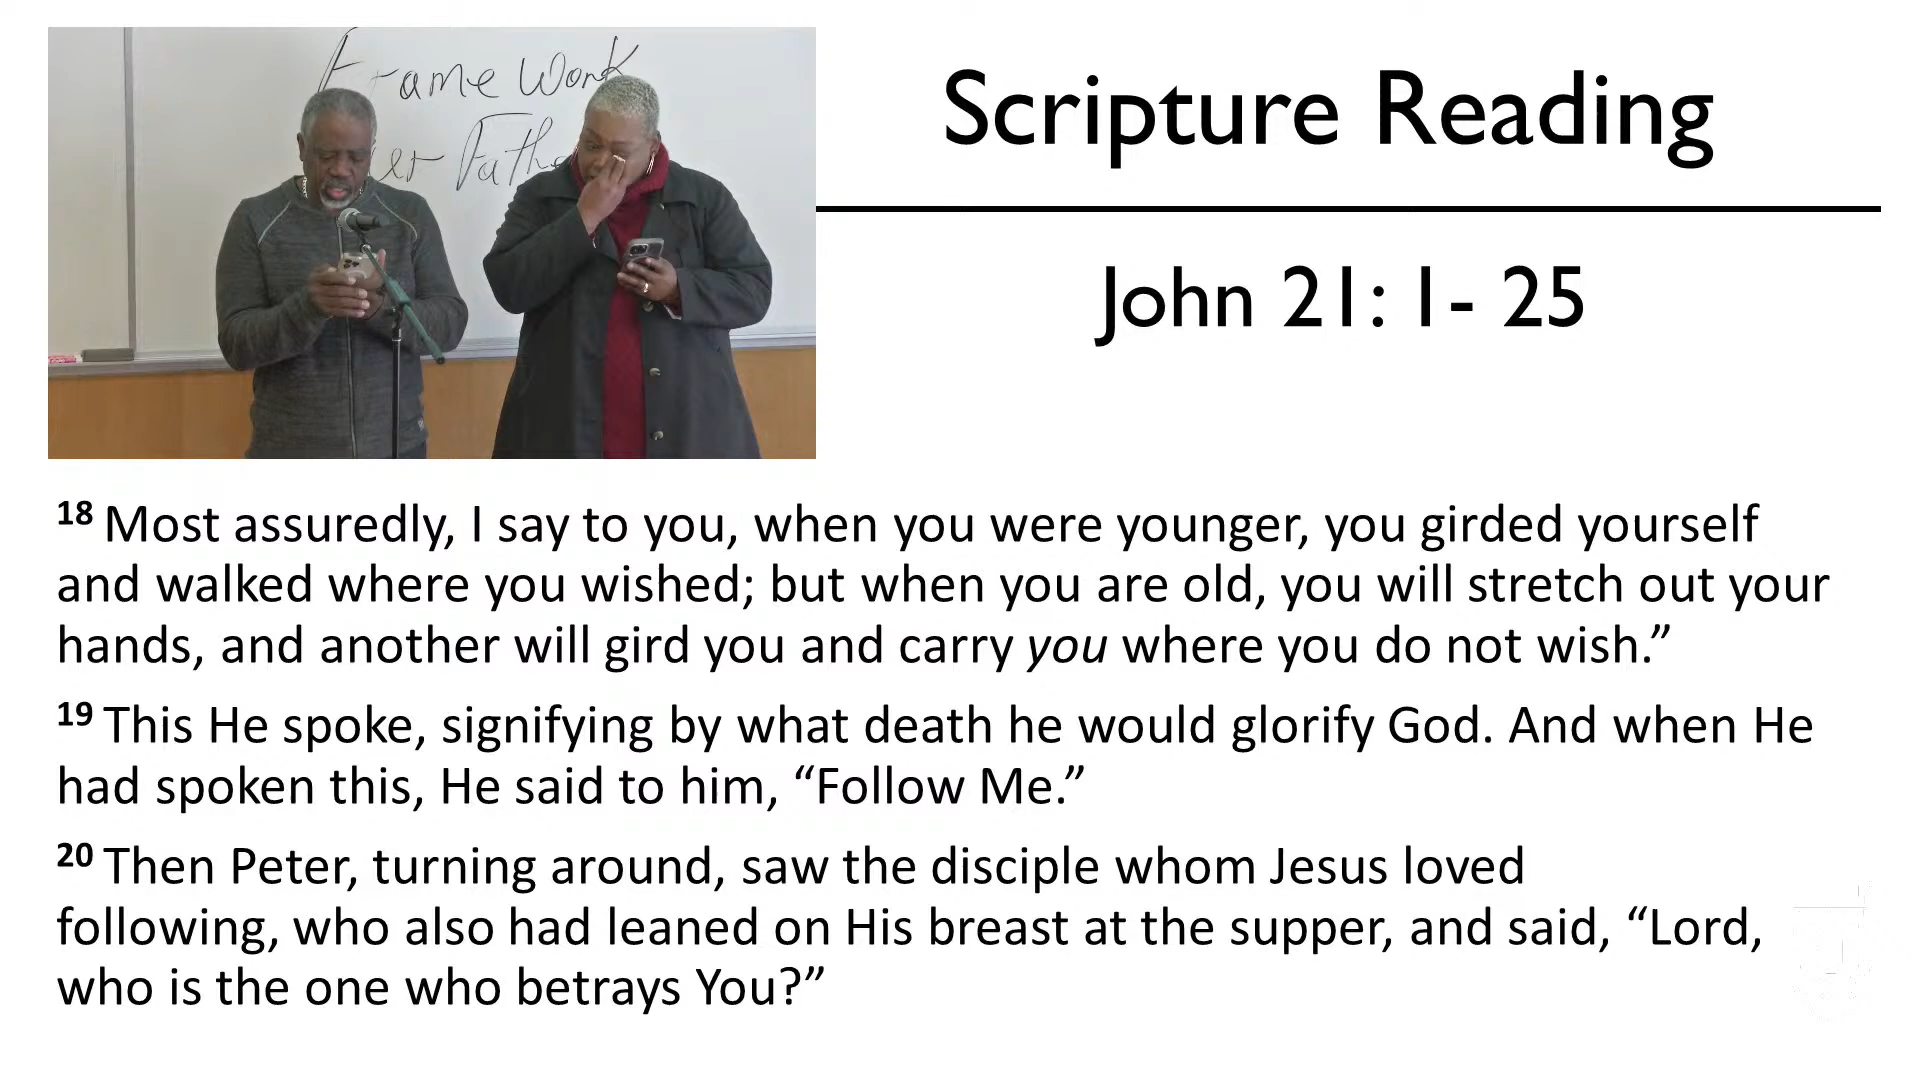 Frame Work
Scripture Reading
John 21: 1- 25
18 Most assuredly, I say to you, when you were younger, you girded yourself
and walked where you wished; but when you are old, you will stretch out your
hands, and another will gird you and carry you where you do not wish.”
19 This He spoke, signifying by what death he would glorify God. And when He
had spoken this, He said to him, “Follow Me.”
20 Then Peter, turning around, saw the disciple whom Jesus loved
following, who also had leaned on His breast at the supper, and said, “Lord,
who is the one who betrays You?”